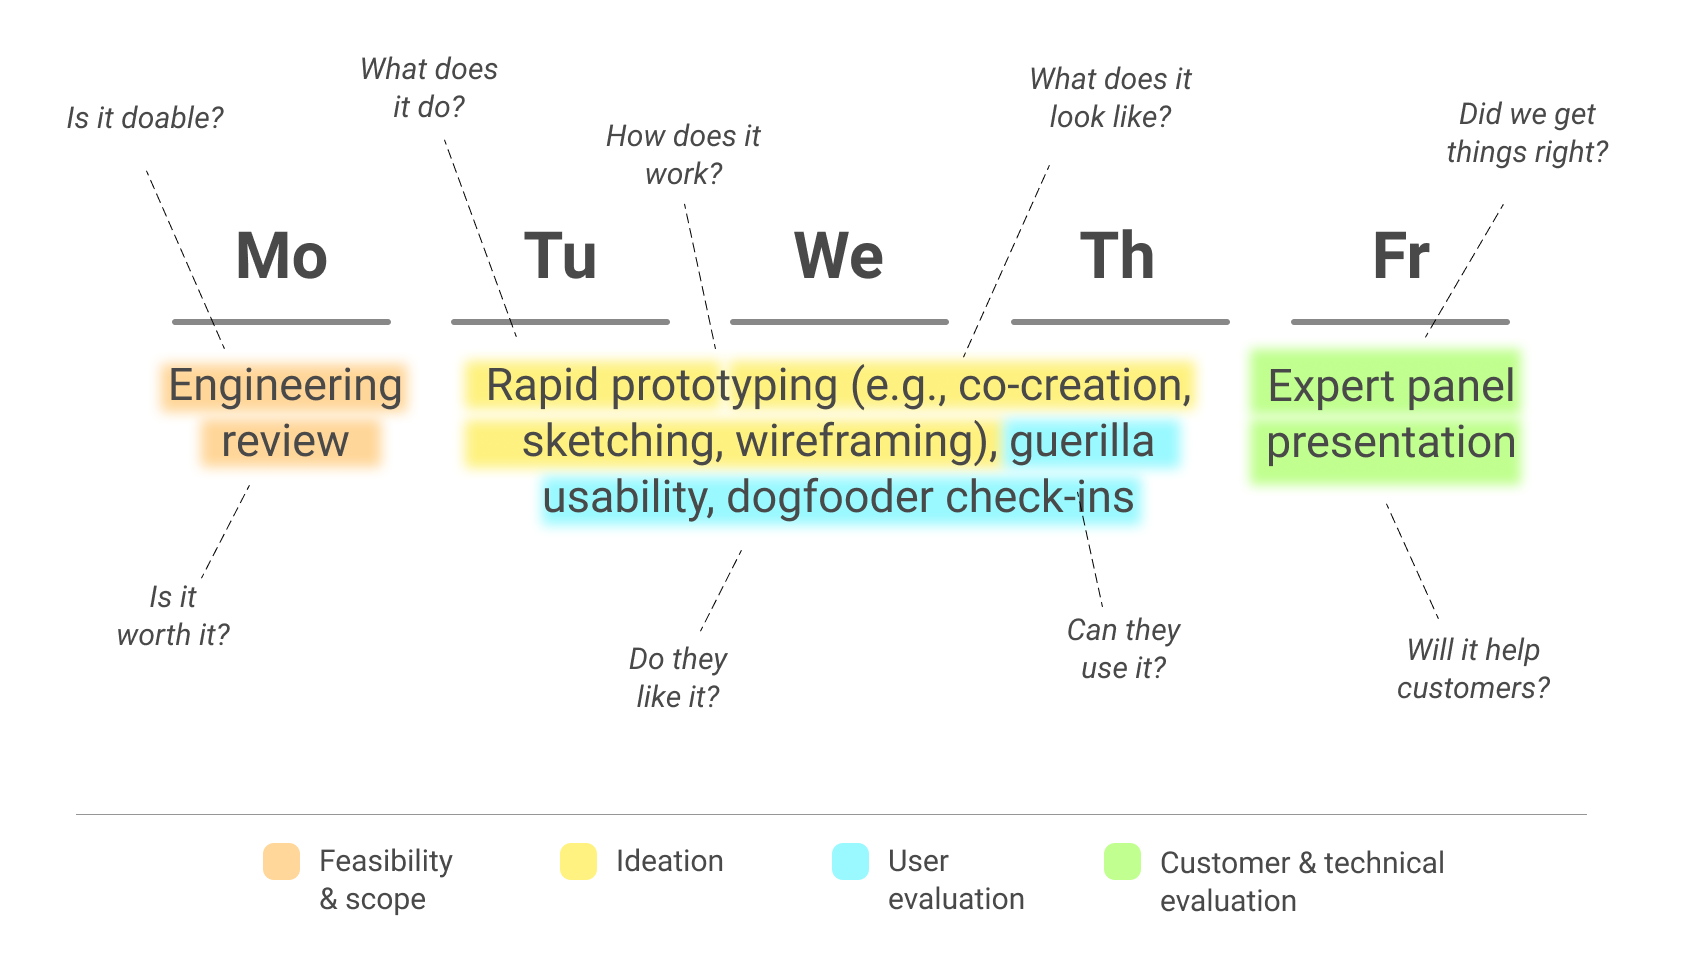 What does
it do?
Is it doable?
How does it
work?
What does it
look like?
Did we get
things right?
Mo
Tu
We
Th
Fr
Engineering
review
Rapid prototyping (e.g., co-creation,
sketching, wireframing), guerilla
usability, dogfooder check-ins
Expert panel
presentation
Is it
worth it?
Do they
like it?
Can they
use it?
Will it help
customers?
Feasibility
& scope
Ideation
User
evaluation
Customer & technical
evaluation